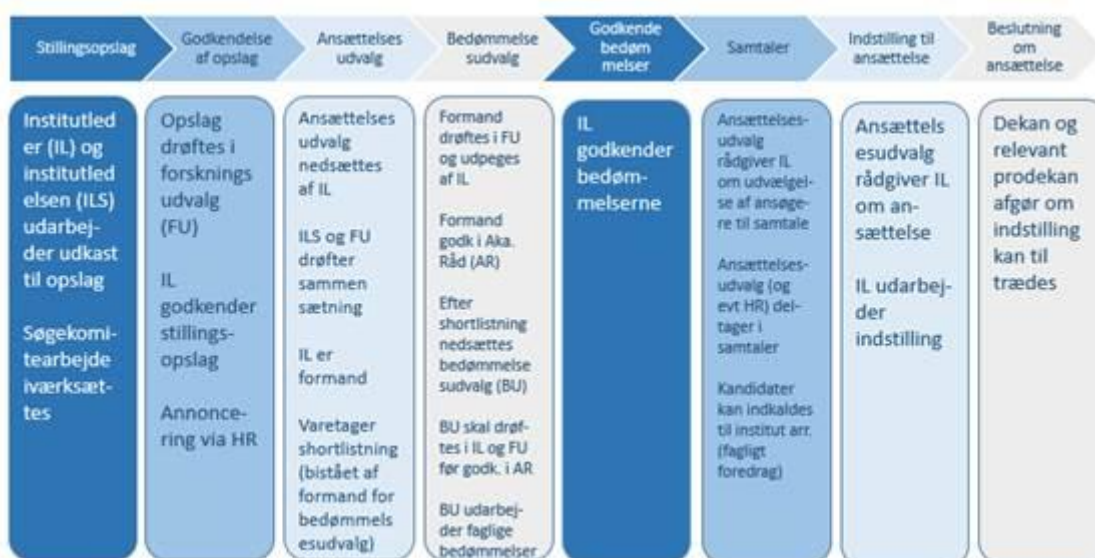 Stillingsopslag
Godkendelse
af opslag
Ansættelses
udvalg
Bedømmelse
sudvalg
Godkende
bedøm
melser
Samtaler
Indstilling til
ansættelse
Beslutning
om
ansættelse
Institutled
er (IL) og
institutled
elsen (ILS)
udarbej-
der udkast
til opslag
Søgekomi-
tearbejde
iværksæt-
tes
Opslag
drøftes i
forsknings
udvalg
(FU)
IL
godkender
stillings-
opslag
Annonce-
ring via HR
Ansættelses
udvalg
nedsættes
af IL
ILS og FU
drøfter
sammen
sætning
IL er
formand
Varetager
shortlistning
(bistået af
formand for
bedømmels
esudvalg)
Formand
drøftes i FU
og udpeges
af IL
Formand
godk i Aka.
Råd (AR)
Efter
shortlistning
nedsættes
bedømmelse
sudvalg (BU)
BU skal drøf-
tes i IL og FU
før godk. i AR
BU udarbej-
der faglige
bedømmelser
IL
godkender
bedøm-
melserne
Ansættelses-
udvalg
rådgiver IL
om udvælgel-
se af ansøge-
re til samtale
Ansættelses-
udvalg (og
evt HR) del-
tager i
samtaler
Kandidater
kan indkaldes
til institut arr.
(fagligt
foredrag)
Ansættels
esudvalg
rådgiver IL
om an-
sættelse
IL udarbej-
der
indstilling
Dekan og
relevant
prodekan
afgør om
indstilling
kan til
trædes